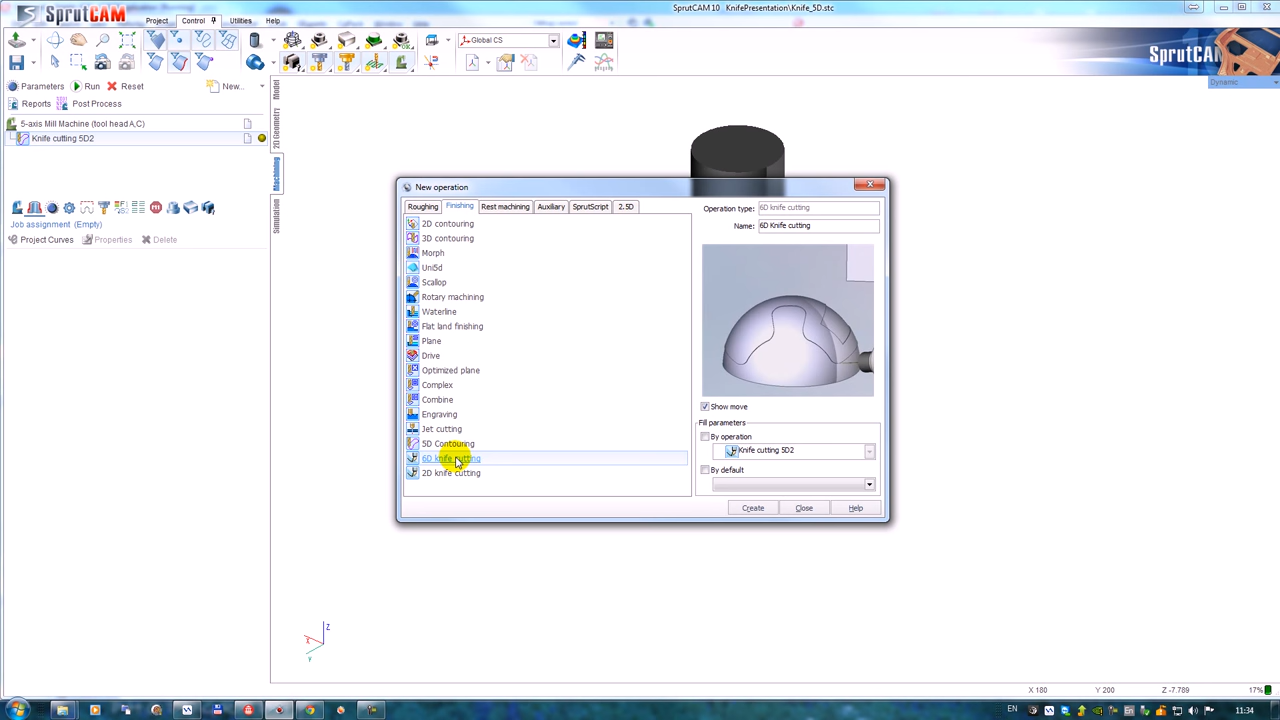 SprutCAM
Project
Control
Utilities
Help
SprutCAM 10 KnifePresentation\Knife_5D.stc
Global CS
SprutCAM
Dynamic
Parameters
Run
Reset
New...
Reports
Post Process
5-axis Mill Machine (tool head A,C)
Knife cutting 5D2
Job assignment (Empty)
Project Curves
Properties
Delete
Model
2D Geometry
Machining
Simulation
New operation
Roughing
Finishing
Rest machining
Auxiliary
SprutScript
2.5D
2D contouring
3D contouring
Morph
Uni5d
Scallop
Rotary machining
Waterline
Flat land finishing
Plane
Drive
Optimized plane
Complex
Combine
Engraving
Jet cutting
5D Contouring
6D knife cutting
2D knife cutting
Operation type: 6D knife cutting
Name: 6D Knife cutting
Show move
Fill parameters
By operation
Knife cutting 5D2
By default
Create
Close
Help
Z
X
Y
X 180
Y 200
Z -7.789
17%
EN
11:34